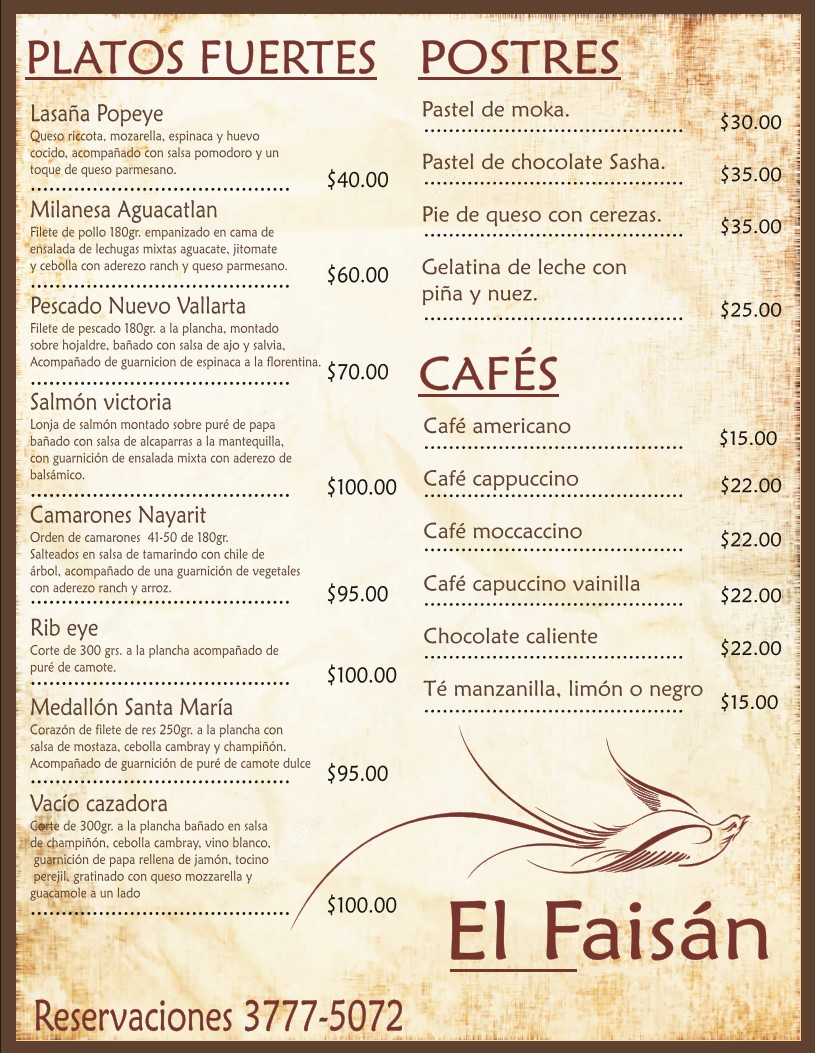 PLATOS FUERTES
Lasaña Popeye
Queso riccota, mozarella, espinaca y huevo
cocido, acompañado con salsa pomodoro y un
toque de queso parmesano.
$40.00
Milanesa Aguacatlan
Filete de pollo 180gr. empanizado en cama de
ensalada de lechugas mixtas aguacate, jitomate
y cebolla con aderezo ranch y queso parmesano.
$60.00
Pescado Nuevo Vallarta
Filete de pescado 180gr. a la plancha, montado
sobre hojaldre, bañado con salsa de ajo y salvia,
Acompañado de guarnicion de espinaca a la florentina.
$70.00
Salmón victoria
Lonja de salmón montado sobre puré de papa
bañado con salsa de alcaparras a la mantequilla,
con guarnición de ensalada mixta con aderezo de
balsámico.
$100.00
Camarones Nayarit
Orden de camarones 41-50 de 180gr.
Salteados en salsa de tamarindo con chile de
árbol, acompañado de una guarnición de vegetales
con aderezo ranch y arroz.
$95.00
Rib eye
Corte de 300 grs. a la plancha acompañado de
puré de camote.
$100.00
Medallón Santa María
Corazón de filete de res 250gr. a la plancha con
salsa de mostaza, cebolla cambray y champiñón.
Acompañado de guarnición de puré de camote dulce
$95.00
Vacío cazadora
Corte de 300gr. a la plancha bañado en salsa
de champiñón, cebolla cambray, vino blanco,
guarnición de papa rellena de jamón, tocino
perejil, gratinado con queso mozzarella y
guacamole a un lado
$100.00
POSTRES
Pastel de moka.
$30.00
Pastel de chocolate Sasha.
$35.00
Pie de queso con cerezas.
$35.00
Gelatina de leche con
piña y nuez.
$25.00
CAFÉS
Café americano
$15.00
Café cappuccino
$22.00
Café moccaccino
$22.00
Café capuccino vainilla
$22.00
Chocolate caliente
$22.00
Té manzanilla, limón o negro
$15.00
El Faisán
Reservaciones 3777-5072